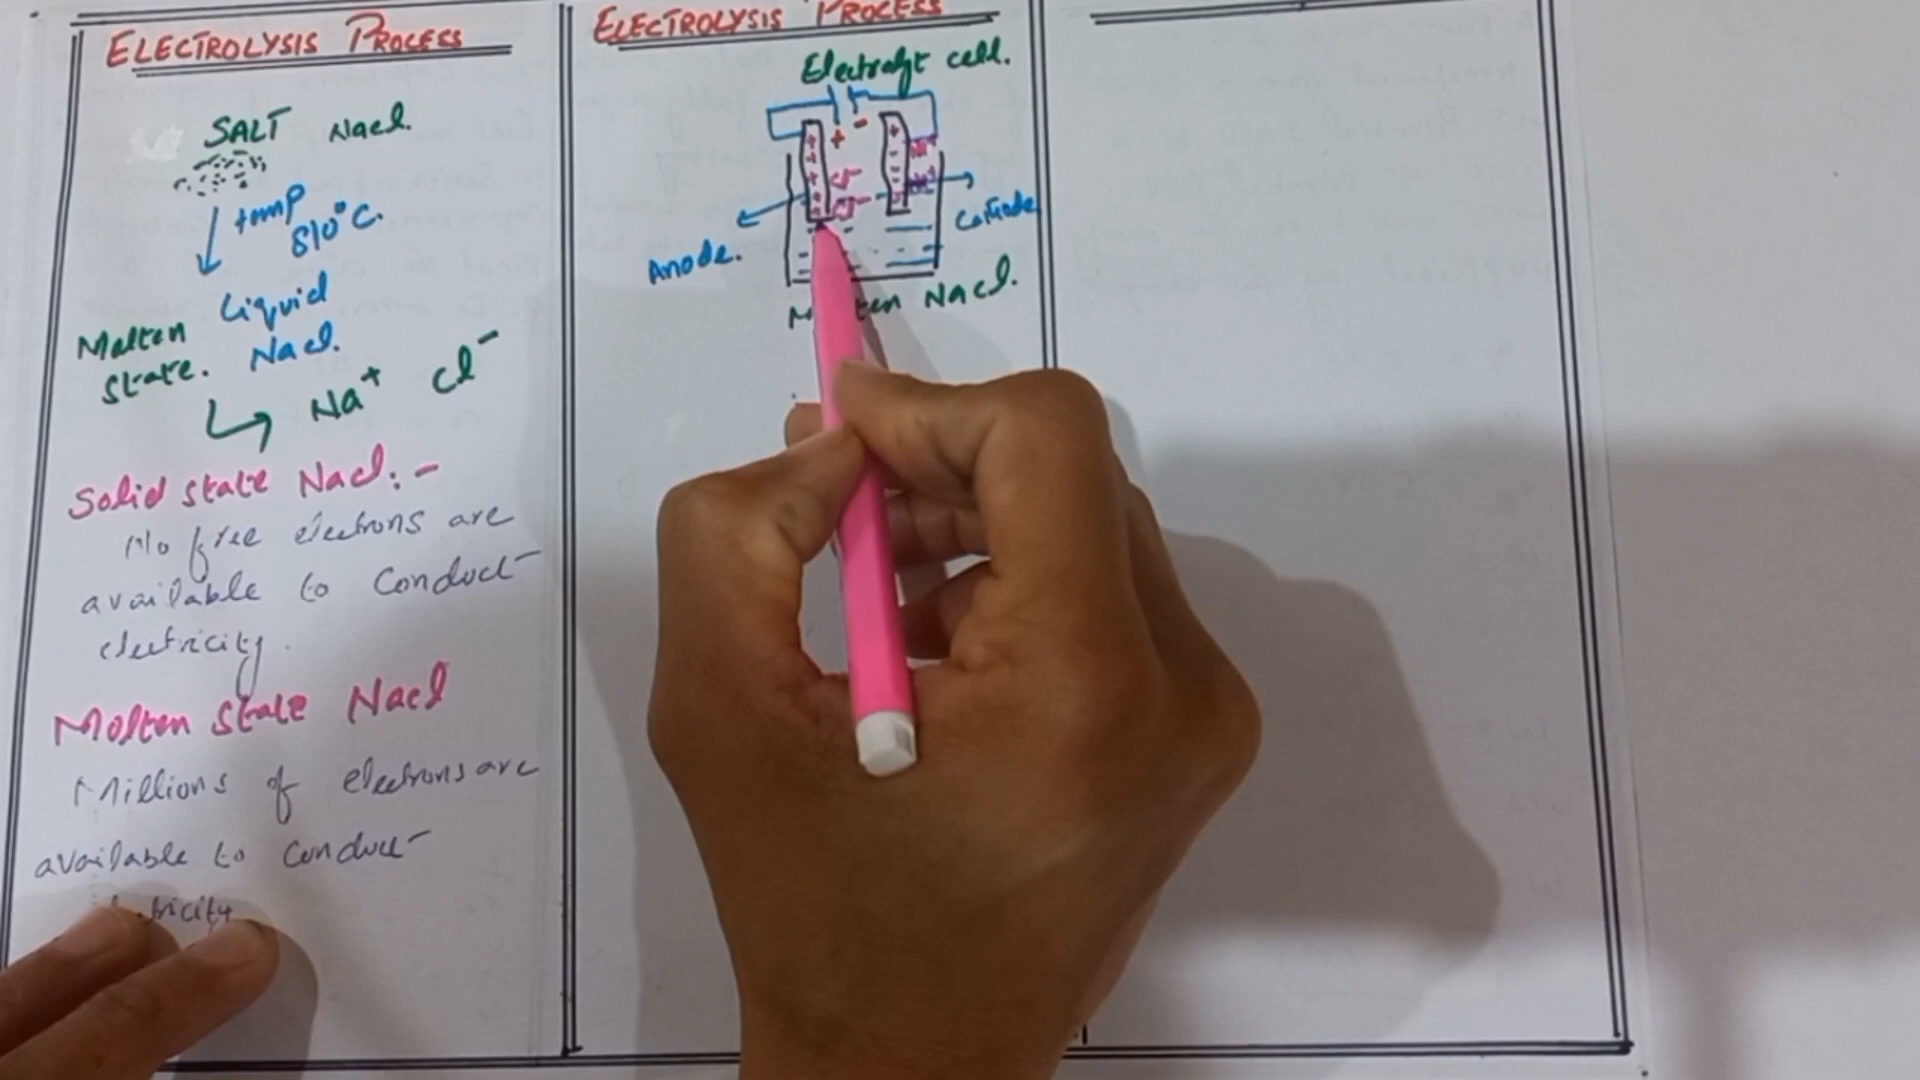 ELECTROLYSIS PROCESS
SALT Nacl.
temp
810°C.
Liquid
Molten
State. Nacl.
Na+ cl-
Solid state Nacl:-
No free electrons are
available to Conduct
electricity.
Molten State Nacl
Millions of electrons are
available to Conduct
ELECTROLYSIS PROCESS
Electrolyt cell.
+ -
cl-
cl-
Anode.
Cathode
Nacl.